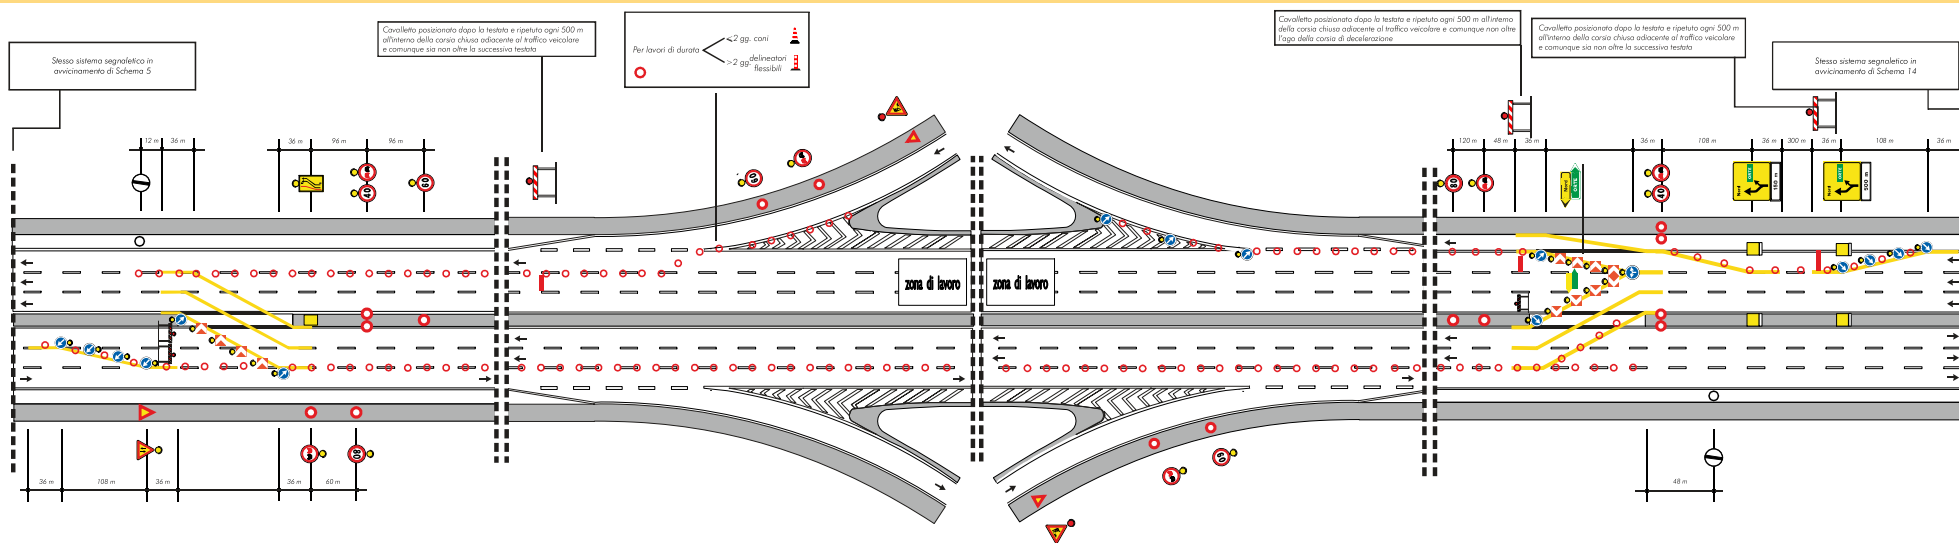 Stesso sistema segnaletico in
avvicinamento di Schema 5
Cavalletto posizionato dopo la testata e ripetuto ogni 500 m
all'interno della corsia chiusa adiacente al traffico veicolare
e comunque sia non oltre la successiva testata
Per lavori di durata
<2 gg. coni
>2 gg. delineatori
flessibili
Cavalletto posizionato dopo la testata e ripetuto ogni 500 m all'interno
della corsia chiusa adiacente al traffico veicolare e comunque non oltre
l'ago della corsia di decelerazione
Cavalletto posizionato dopo la testata e ripetuto ogni 500 m
all'interno della corsia chiusa adiacente al traffico veicolare
e comunque sia non oltre la successiva testata
Stesso sistema segnaletico in
avvicinamento di Schema 14
12 m
36 m
36 m
96 m
96 m
120 m
48 m
36 m
36 m
108 m
36 m
300 m
36 m
108 m
36 m
40
60
60
80
40
Nord
Nord
150 m
Nord
500 m
zona di lavoro
zona di lavoro
80
60
36 m
108 m
36 m
36 m
60 m
48 m